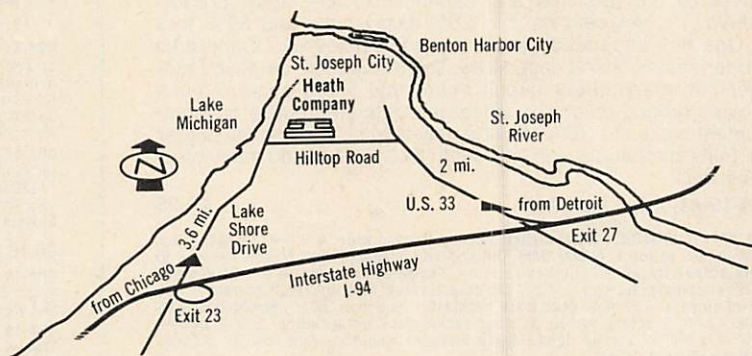 Benton Harbor City
St. Joseph City
Heath
Company
Lake
Michigan
St. Joseph
River
N
Hilltop Road
2 mi.
U.S. 33
from Detroit
3.6 mi.
Lake
Shore
Drive
Exit 27
from Chicago
Interstate Highway
I-94
Exit 23